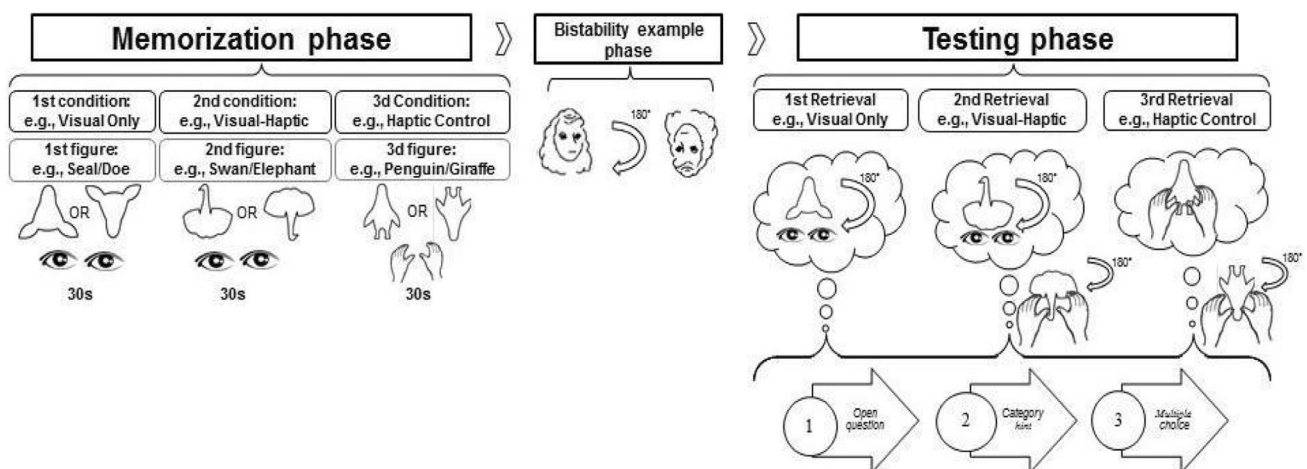 Memorization phase
Bistability example
phase
Testing phase
1st condition:
e.g., Visual Only
2nd condition:
e.g., Visual-Haptic
3d Condition:
e.g., Haptic Control
1st figure:
e.g., Seal/Doe
2nd figure:
e.g., Swan/Elephant
3d figure:
e.g., Penguin/Giraffe
OR
OR
OR
30s
30s
30s
180°
1st Retrieval
e.g., Visual Only
2nd Retrieval
e.g., Visual-Haptic
3rd Retrieval
e.g., Haptic Control
180°
180°
180°
180°
1
Open
question
2
Category
hint
3
Multiple
choice